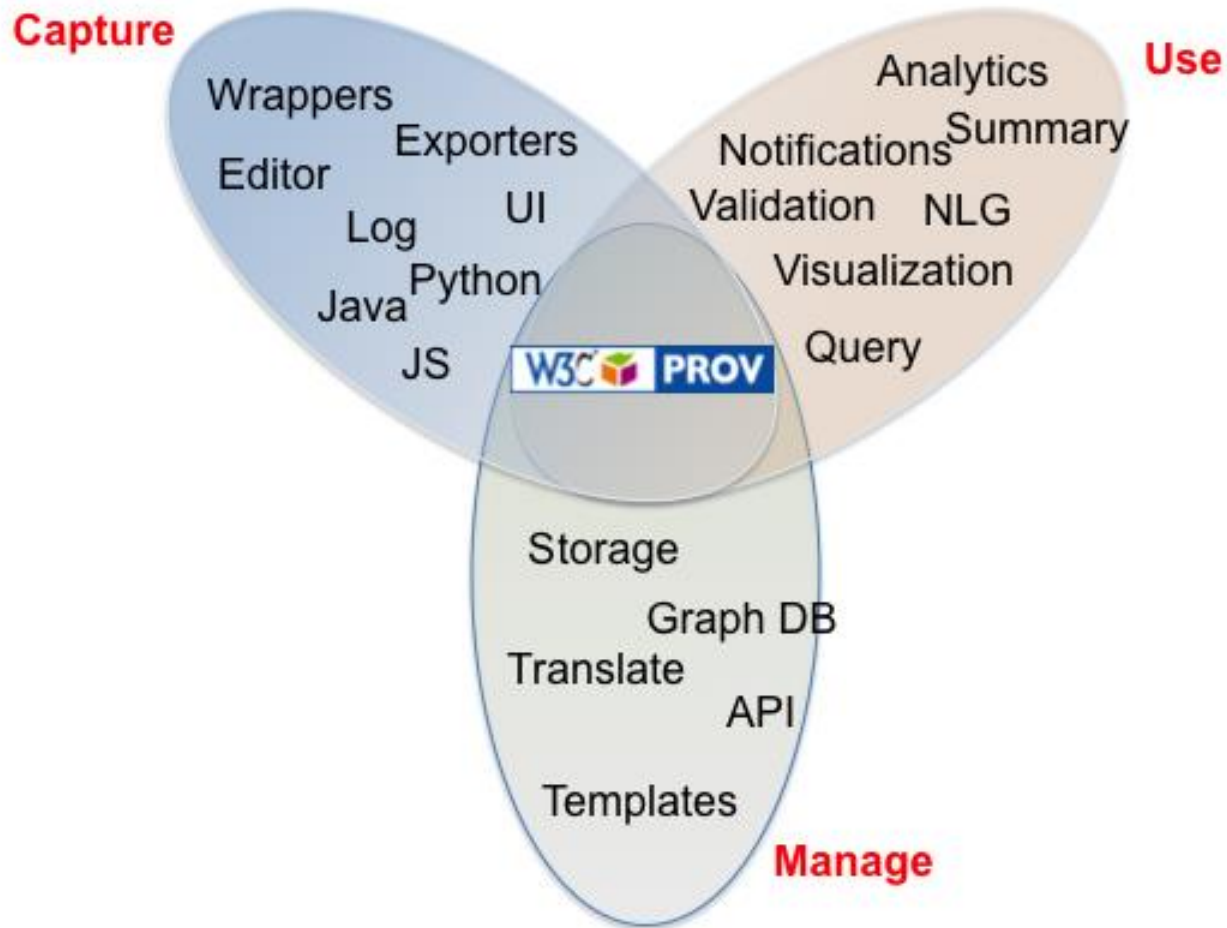 Capture
Wrappers
Exporters
Editor
UI
Log
Python
Java
JS
Use
Analytics
Summary
Notifications
Validation
NLG
Visualization
Query
W3C PROV
Storage
Graph DB
Translate
API
Templates
Manage